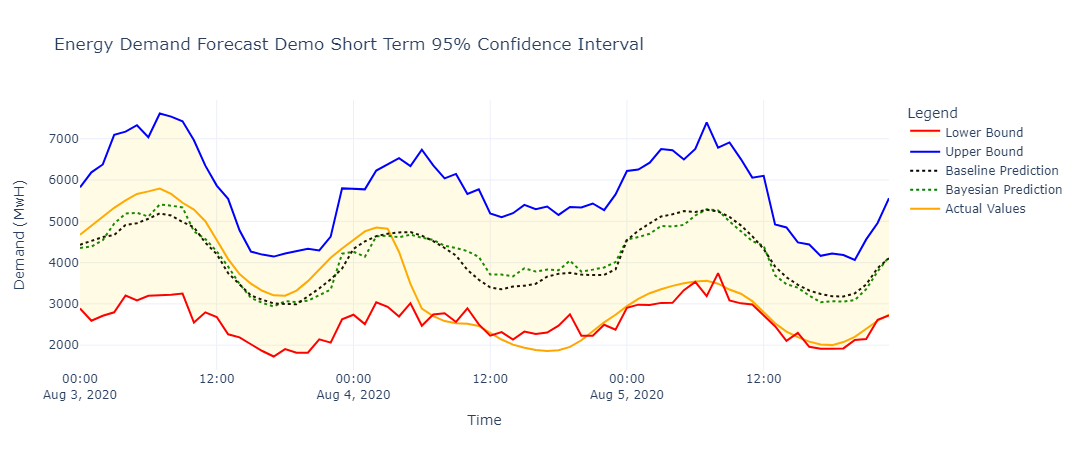 Energy Demand Forecast Demo Short Term 95% Confidence Interval
Legend
Lower Bound
Upper Bound
Baseline Prediction
Bayesian Prediction
Actual Values
Demand (MwH)
7000
6000
5000
4000
3000
2000
00:00
Aug 3, 2020
12:00
00:00
Aug 4, 2020
12:00
00:00
Aug 5, 2020
12:00
Time